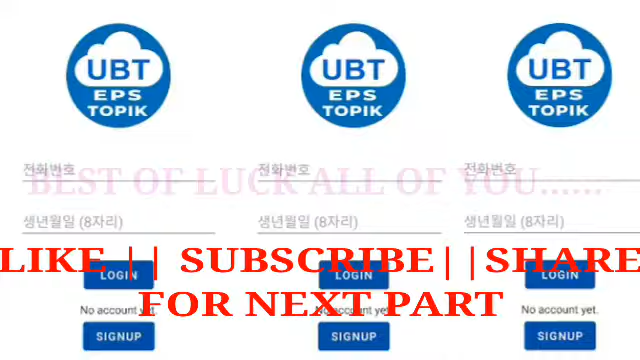 UBT UBT UBT
EPS EPS EPS
TOPIK TOPIK TOPIK
전화번호 전화번호 전화번호
BEST OF LUCK ALL OF YOU......
생년월일 (8자리) 생년월일 (8자리) 생년월일 (8자리)
LIKE || SUBSCRIBE||SHARE
LOGIN LOGIN LOGIN
FOR NEXT PART
No account yet. No account yet. No account yet.
SIGNUP SIGNUP SIGNUP